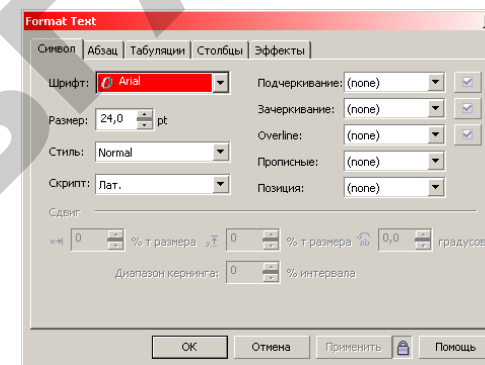 Format Text
Символ Абзац Табуляции Столбцы Эффекты
Шрифт: Arial Подчеркивание: (none)
Размер: 24,0 pt Зачеркивание: (none)
Overline: (none)
Стиль: Normal Прописные: (none)
Скрипт: Лат. Позиция: (none)
Сдвиг
0 % т размера 0 % т размера 0,0 градусов
Диапазон кернинга: 0 % интервала
OK Отмена Применить Помощь